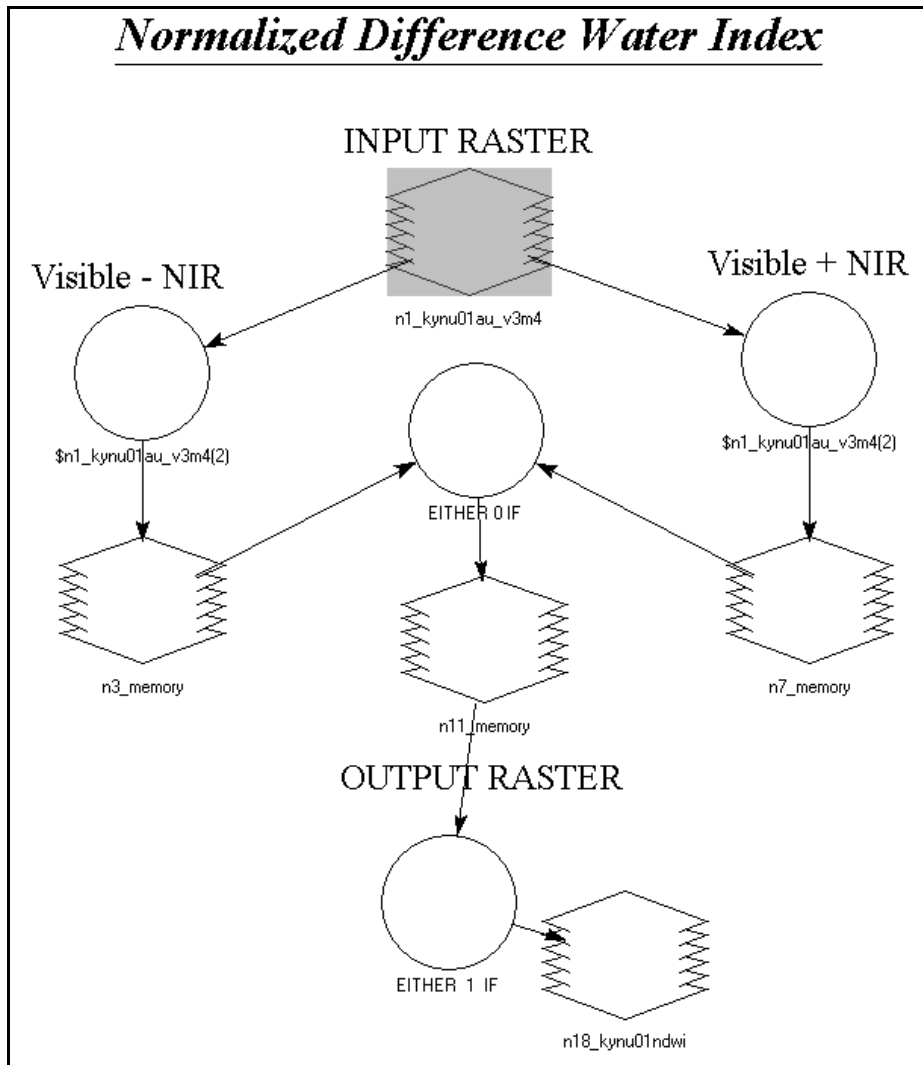 Normalized Difference Water Index
INPUT RASTER
Visible - NIR
Visible + NIR
n1_kynu01au_v3m4
$n1_kynu01au_v3m4(2)
$n1_kynu01au_v3m4(2)
EITHER 0 IF
n3_memory
n7_memory
n11_memory
OUTPUT RASTER
EITHER 1 IF
n18_kynu01ndwi